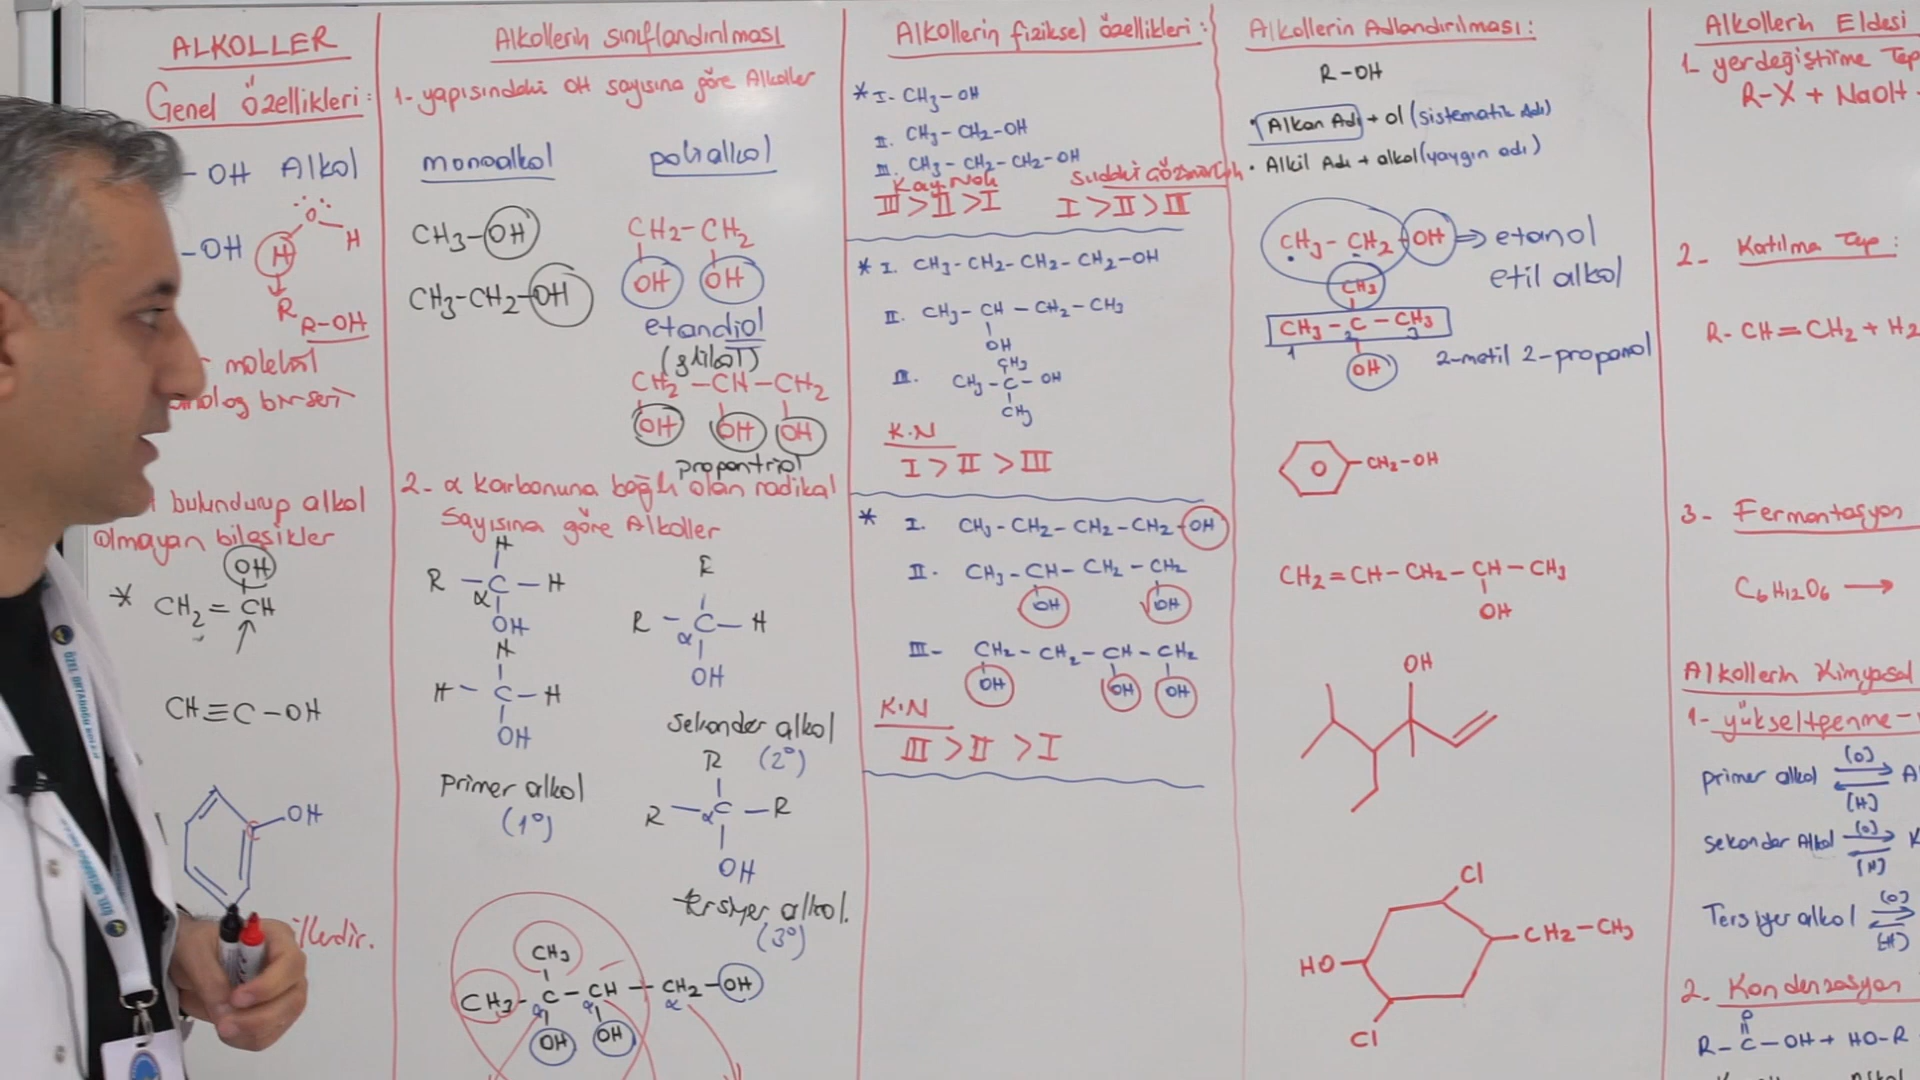 ALKOLLER
Genel özellikleri:
-OH Alkol
-OH
H
O
H
R
R-OH
molekol
bulundurup alkol
olmayan bileşikler
OH
* CH2 = CH
CH≡C-OH
OH
Alkollerin sınıflandırılması
1- yapısındaki OH sayısına göre Alkoller
monoalkol
polialkol
CH3-OH
CH3-CH2-OH
CH2-CH2
OH OH
etandiol
(glikol)
CH2-CH-CH2
OH OH OH
propantriol
2- α karbonuna bağlı olan radikal
sayısına göre Alkoller
H
R-C-H
α
OH
H
H-C-H
OH
primer alkol
(1°)
R
R-C-H
α
OH
sekonder alkol
(2°)
R
R-C-R
α
OH
tersiyer alkol.
(3°)
CH3
CH3-C-CH-CH2-OH
α α α
OH OH
Alkollerin fiziksel özellikleri:
* I- CH3-OH
II. CH3-CH2-OH
III. CH3-CH2-CH2-OH
Kay.Nok
III>II>I
Sudaki çözünürlük
I>II>III
* I. CH3-CH2-CH2-CH2-OH
II. CH3-CH-CH2-CH3
OH
CH3
III. CH3-C-OH
CH3
K.N
I>II>III
* I. CH3-CH2-CH2-CH2-OH
II. CH3-CH-CH2-CH2
OH OH
III- CH2-CH2-CH-CH2
OH OH OH
K.N
III>II>I
Alkollerin Adlandırılması:
R-OH
• Alkan Adı + ol (sistematik Adı)
• Alkil Adı + alkol (yaygın adı)
CH3-CH2-OH ⇒ etanol
etil alkol
CH3
CH3-C-CH3
1 2 3
OH
2-metil 2-propanol
CH2-OH
CH2=CH-CH2-CH-CH3
OH
OH
Cl
CH2-CH3
HO
Cl
Alkollerin Eldesi
1- yerdeğiştirme Tep
R-X + NaOH
2- Katılma Tep:
R-CH=CH2 + H2
3- Fermantasyon
C6H12O6 →
Alkollerin Kimyasal
1- yükseltgenme-
primer alkol [O] [H] A
sekonder Alkol [O] [H] K
Tersiyer alkol [O] [H]
2. Kondenzasyon
O
R-C-OH + HO-R